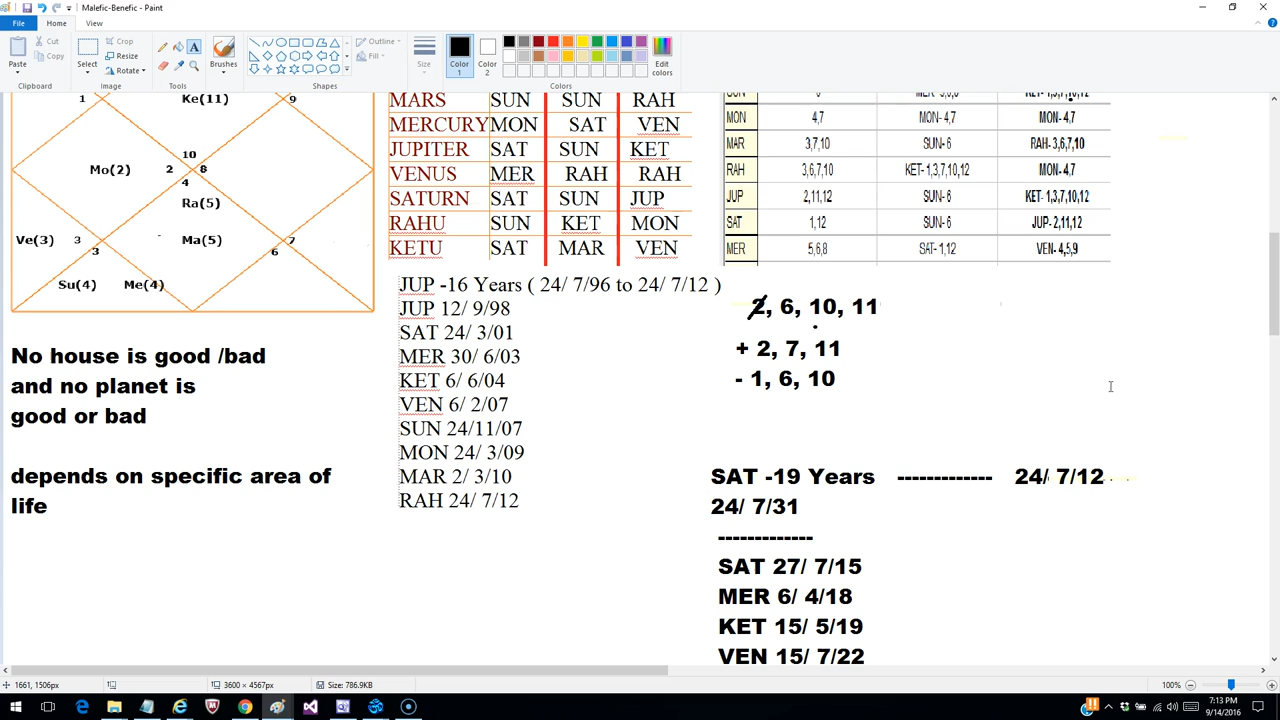 Malefic-Benefic - Paint
File Home View
Paste
Cut
Copy
Clipboard
Select
Crop
Resize
Rotate
Image
Tools
Brushes
Shapes
Outline
Fill
Size
Color 1
Color 2
Edit colors
Colors
1 Ke(11) 9
10
Mo(2) 2 8
4
Ra(5)
Ve(3) 3 Ma(5) 7
3 6
Su(4) Me(4)
No house is good /bad
and no planet is
good or bad
depends on specific area of
life
MARS SUN SUN RAH
MERCURY MON SAT VEN
JUPITER SAT SUN KET
VENUS MER RAH RAH
SATURN SAT SUN JUP
RAHU SUN KET MON
KETU SAT MAR VEN
JUP -16 Years ( 24/ 7/96 to 24/ 7/12 )
JUP 12/ 9/98
SAT 24/ 3/01
MER 30/ 6/03
KET 6/ 6/04
VEN 6/ 2/07
SUN 24/11/07
MON 24/ 3/09
MAR 2/ 3/10
RAH 24/ 7/12
MON 4,7 MON- 4,7 MON- 4,7
MAR 3,7,10 SUN- 6 RAH- 3,6,7,10
RAH 3,6,7,10 KET- 1,3,7,10,12 MON- 4,7
JUP 2,11,12 SUN- 6 KET- 1,3,7,10,12
SAT 1,12 SUN- 6 JUP- 2,11,12
MER 5,6,8 SAT- 1,12 VEN- 4,5,9
2, 6, 10, 11
+ 2, 7, 11
- 1, 6, 10
SAT -19 Years ------------- 24/ 7/12
24/ 7/31
-------------
SAT 27/ 7/15
MER 6/ 4/18
KET 15/ 5/19
VEN 15/ 7/22
1661, 1506px 3600 × 4567px Size: 786.9KB 100%
7:13 PM
9/14/2016